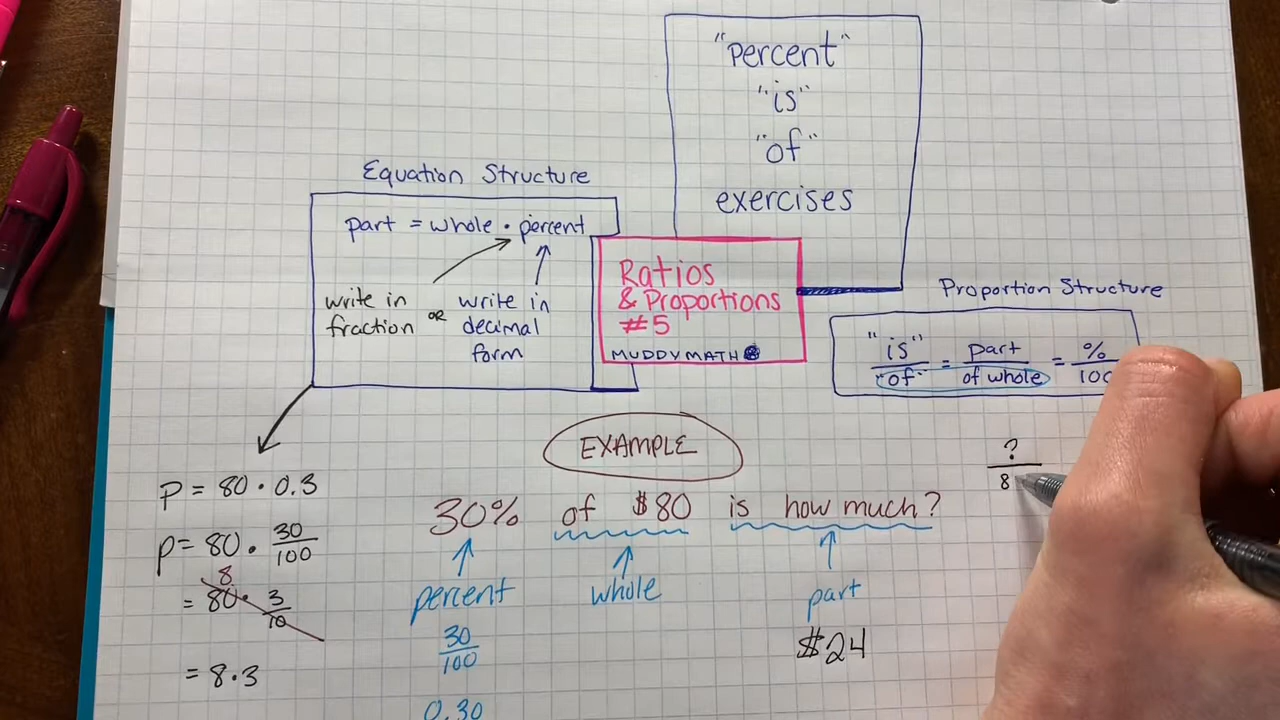 "percent"
"is"
"of"
exercises
Equation Structure
part = whole · percent
write in fraction
OR
write in decimal form
Ratios
& Proportions
#5
MUDDYMATH
Proportion Structure
"is" / "of" = part / of whole = % / 100
EXAMPLE
30% of $80 is how much?
percent
whole
part
30/100
0.30
$24
P = 80 · 0.3
P = 80 · 30/100
8
= 80 · 3/10
= 8·3
?
8